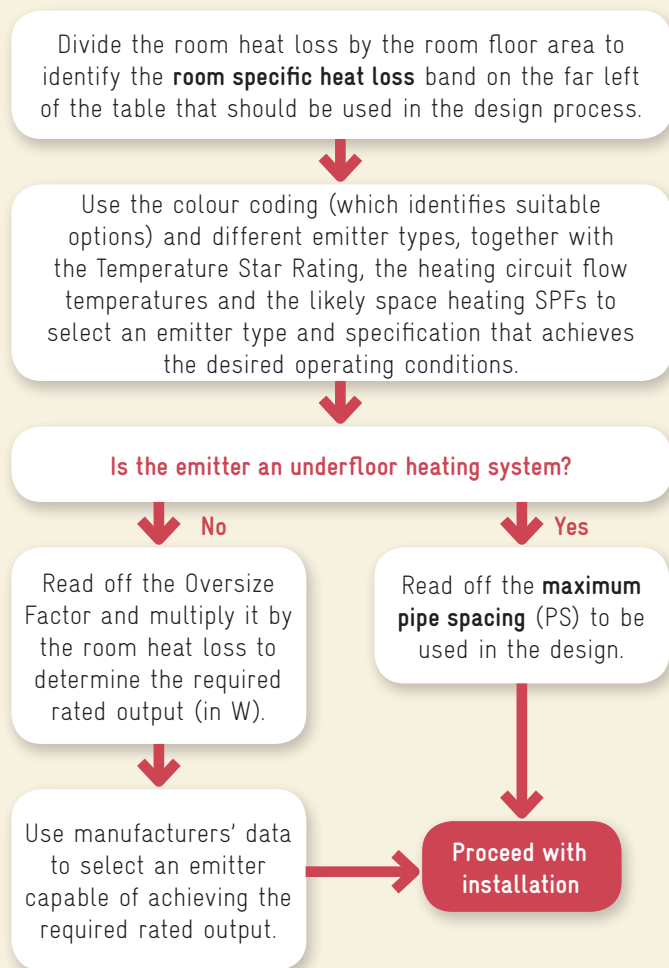 Divide the room heat loss by the room floor area to
identify the room specific heat loss band on the far left
of the table that should be used in the design process.
Use the colour coding (which identifies suitable
options) and different emitter types, together with
the Temperature Star Rating, the heating circuit flow
temperatures and the likely space heating SPFs to
select an emitter type and specification that achieves
the desired operating conditions.
Is the emitter an underfloor heating system?
No
Yes
Read off the Oversize
Factor and multiply it by
the room heat loss to
determine the required
rated output (in W).
Read off the maximum
pipe spacing (PS) to be
used in the design.
Use manufacturers' data
to select an emitter
capable of achieving the
required rated output.
Proceed with
installation